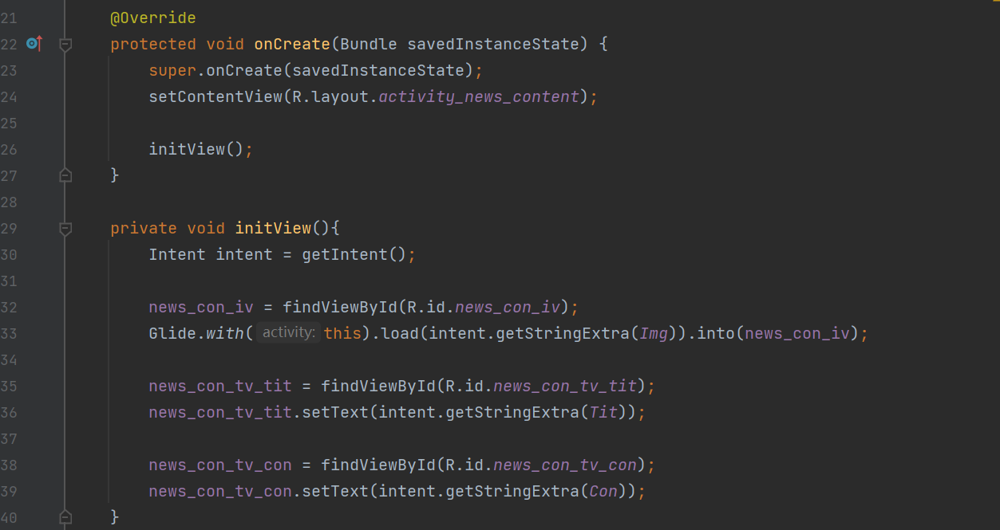 21 @Override
22 protected void onCreate(Bundle savedInstanceState) {
23 super.onCreate(savedInstanceState);
24 setContentView(R.layout.activity_news_content);
25
26 initView();
27 }
28
29 private void initView(){
30 Intent intent = getIntent();
31
32 news_con_iv = findViewById(R.id.news_con_iv);
33 Glide.with( activity: this).load(intent.getStringExtra(Img)).into(news_con_iv);
34
35 news_con_tv_tit = findViewById(R.id.news_con_tv_tit);
36 news_con_tv_tit.setText(intent.getStringExtra(Tit));
37
38 news_con_tv_con = findViewById(R.id.news_con_tv_con);
39 news_con_tv_con.setText(intent.getStringExtra(Con));
40 }